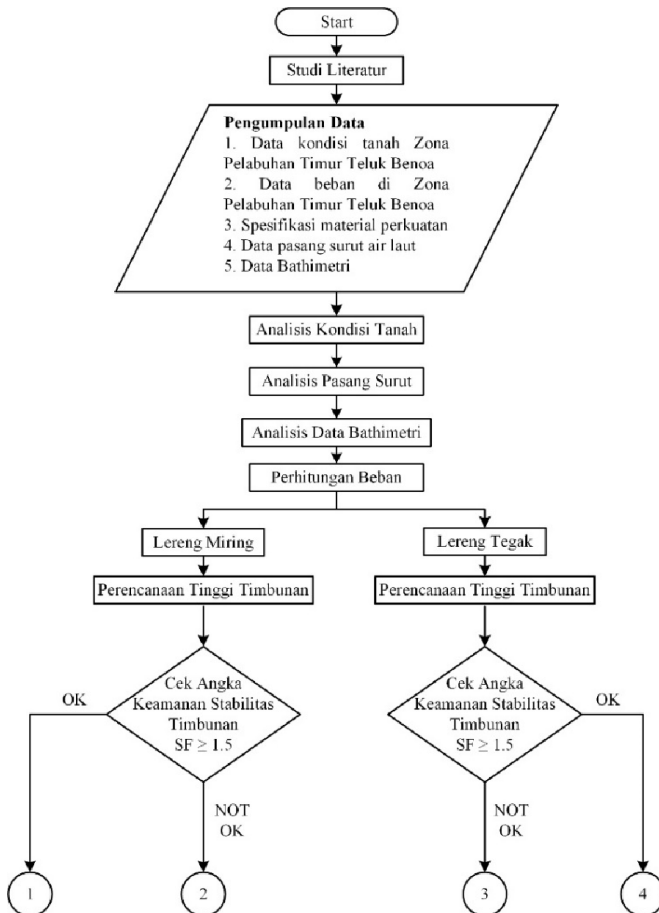 Start
Studi Literatur
Pengumpulan Data
1. Data kondisi tanah Zona
Pelabuhan Timur Teluk Benoa
2. Data beban di Zona
Pelabuhan Timur Teluk Benoa
3. Spesifikasi material perkuatan
4. Data pasang surut air laut
5. Data Bathimetri
Analisis Kondisi Tanah
Analisis Pasang Surut
Analisis Data Bathimetri
Perhitungan Beban
Lereng Miring
Perencanaan Tinggi Timbunan
Cek Angka
Keamanan Stabilitas
Timbunan
SF ≥ 1.5
OK
NOT
OK
1
2
Lereng Tegak
Perencanaan Tinggi Timbunan
Cek Angka
Keamanan Stabilitas
Timbunan
SF ≥ 1.5
OK
NOT
OK
3
4